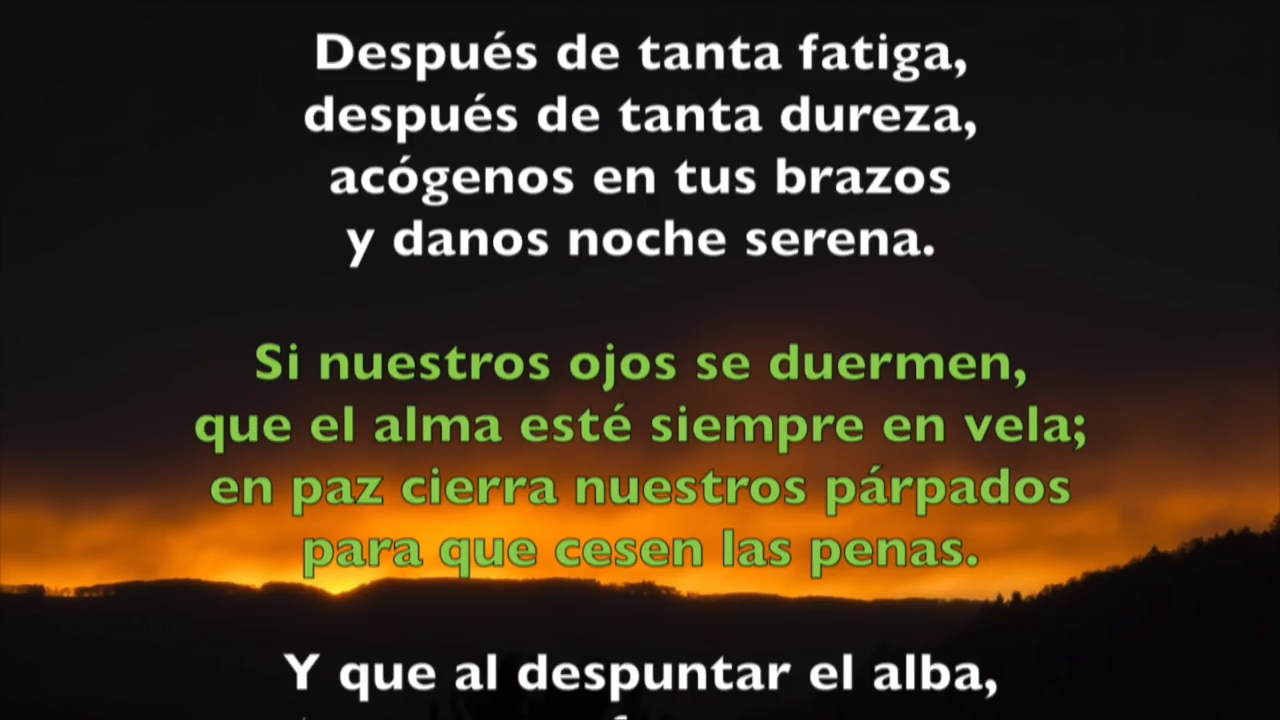 Después de tanta fatiga,
después de tanta dureza,
acógenos en tus brazos
y danos noche serena.
Si nuestros ojos se duermen,
que el alma esté siempre en vela;
en paz cierra nuestros párpados
para que cesen las penas.
Y que al despuntar el alba,